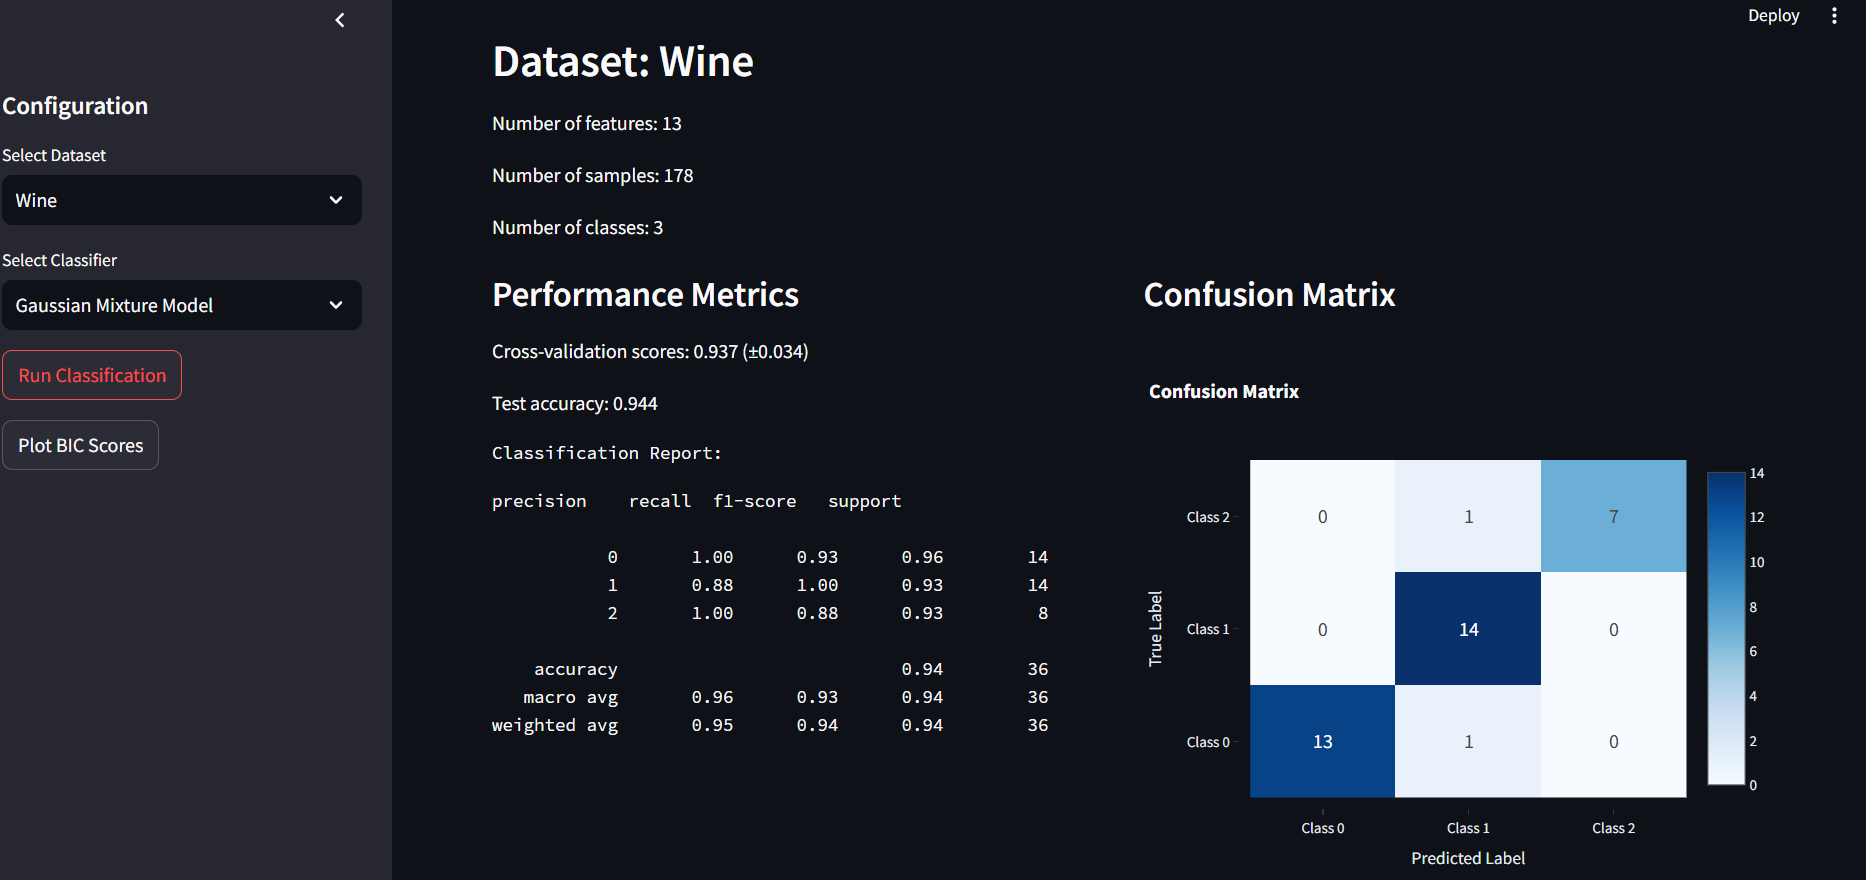 Deploy
Configuration
Select Dataset
Wine
Select Classifier
Gaussian Mixture Model
Run Classification
Plot BIC Scores
Dataset: Wine
Number of features: 13
Number of samples: 178
Number of classes: 3
Performance Metrics
Cross-validation scores: 0.937 (±0.034)
Test accuracy: 0.944
Classification Report:
precision    recall  f1-score   support
0       1.00      0.93      0.96        14
1       0.88      1.00      0.93        14
2       1.00      0.88      0.93         8
accuracy                           0.94        36
macro avg       0.96      0.93      0.94        36
weighted avg       0.95      0.94      0.94        36
Confusion Matrix
Confusion Matrix
True Label
Class 2
0 1 7
Class 1
0 14 0
Class 0
13 1 0
Class 0 Class 1 Class 2
Predicted Label
14
12
10
8
6
4
2
0